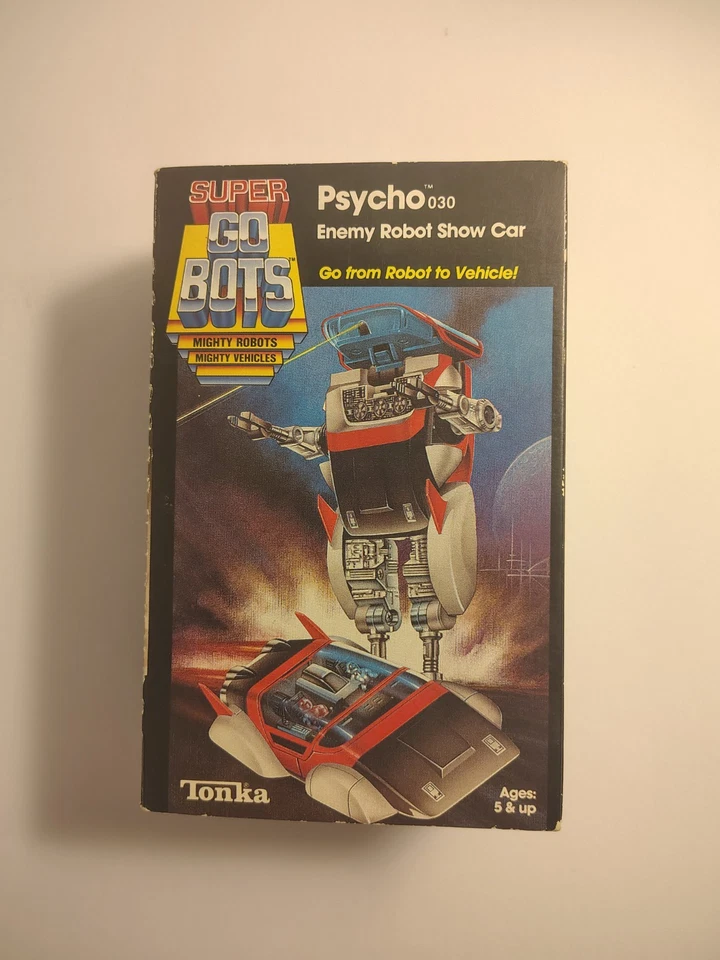 SUPER
GO
BOTS™
MIGHTY ROBOTS
MIGHTY VEHICLES
Psycho™ 030
Enemy Robot Show Car
Go from Robot to Vehicle!
Tonka®
Ages:
5 & up